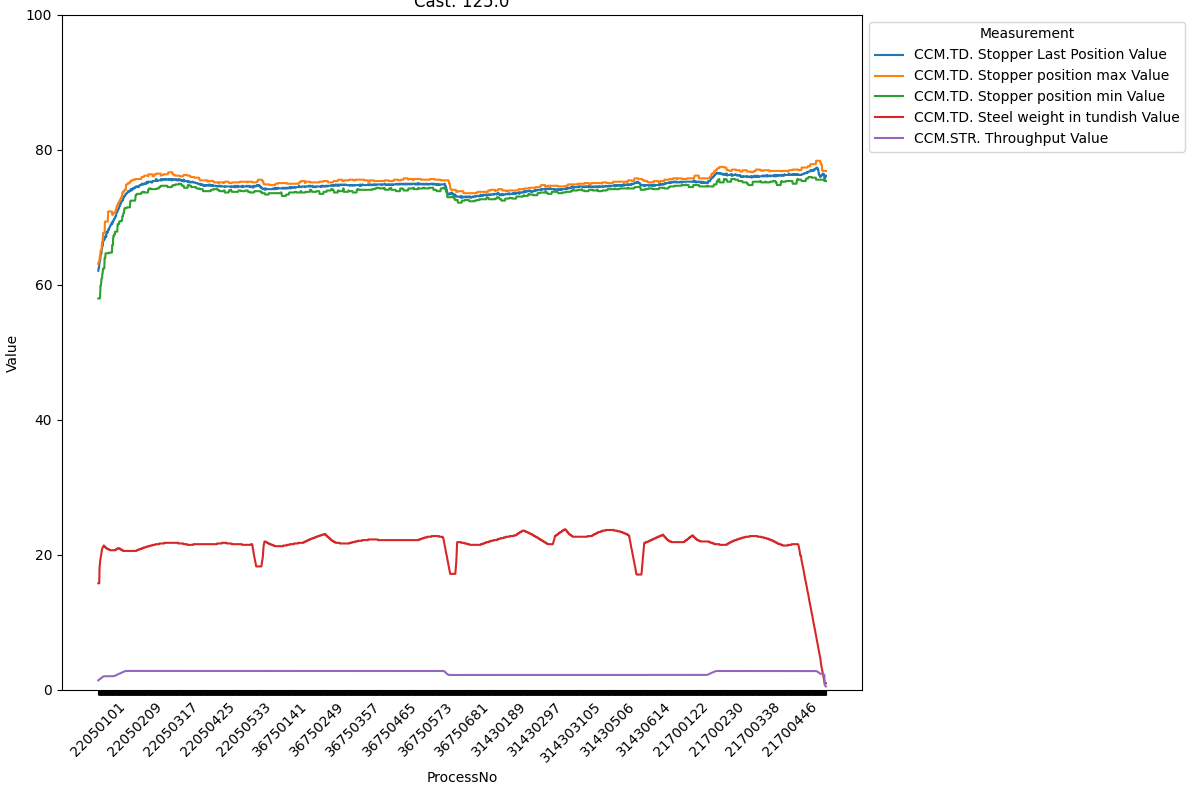 Cast: 125.0
100
80
60
40
20
0
Value
22050101
22050209
22050317
22050425
22050533
36750141
36750249
36750357
36750465
36750573
36750681
31430189
31430297
314303105
31430506
31430614
21700122
21700230
21700338
21700446
ProcessNo
Measurement
CCM.TD. Stopper Last Position Value
CCM.TD. Stopper position max Value
CCM.TD. Stopper position min Value
CCM.TD. Steel weight in tundish Value
CCM.STR. Throughput Value